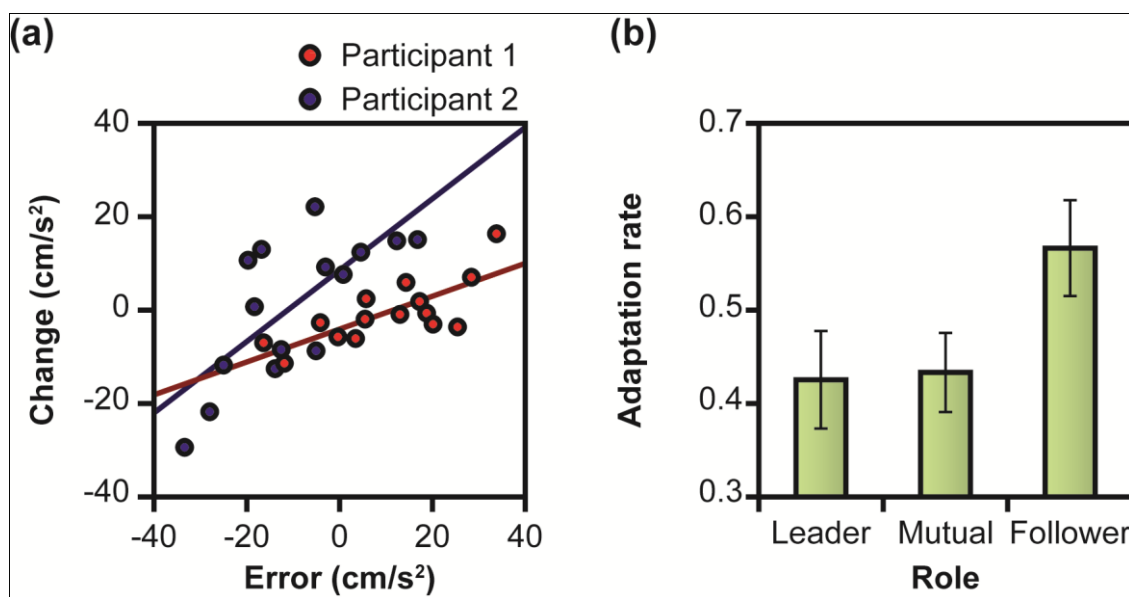 (a)
Participant 1
Participant 2
Change (cm/s²)
40
20
0
-20
-40
-40 -20 0 20 40
Error (cm/s²)
(b)
Adaptation rate
0.7
0.6
0.5
0.4
0.3
Leader Mutual Follower
Role